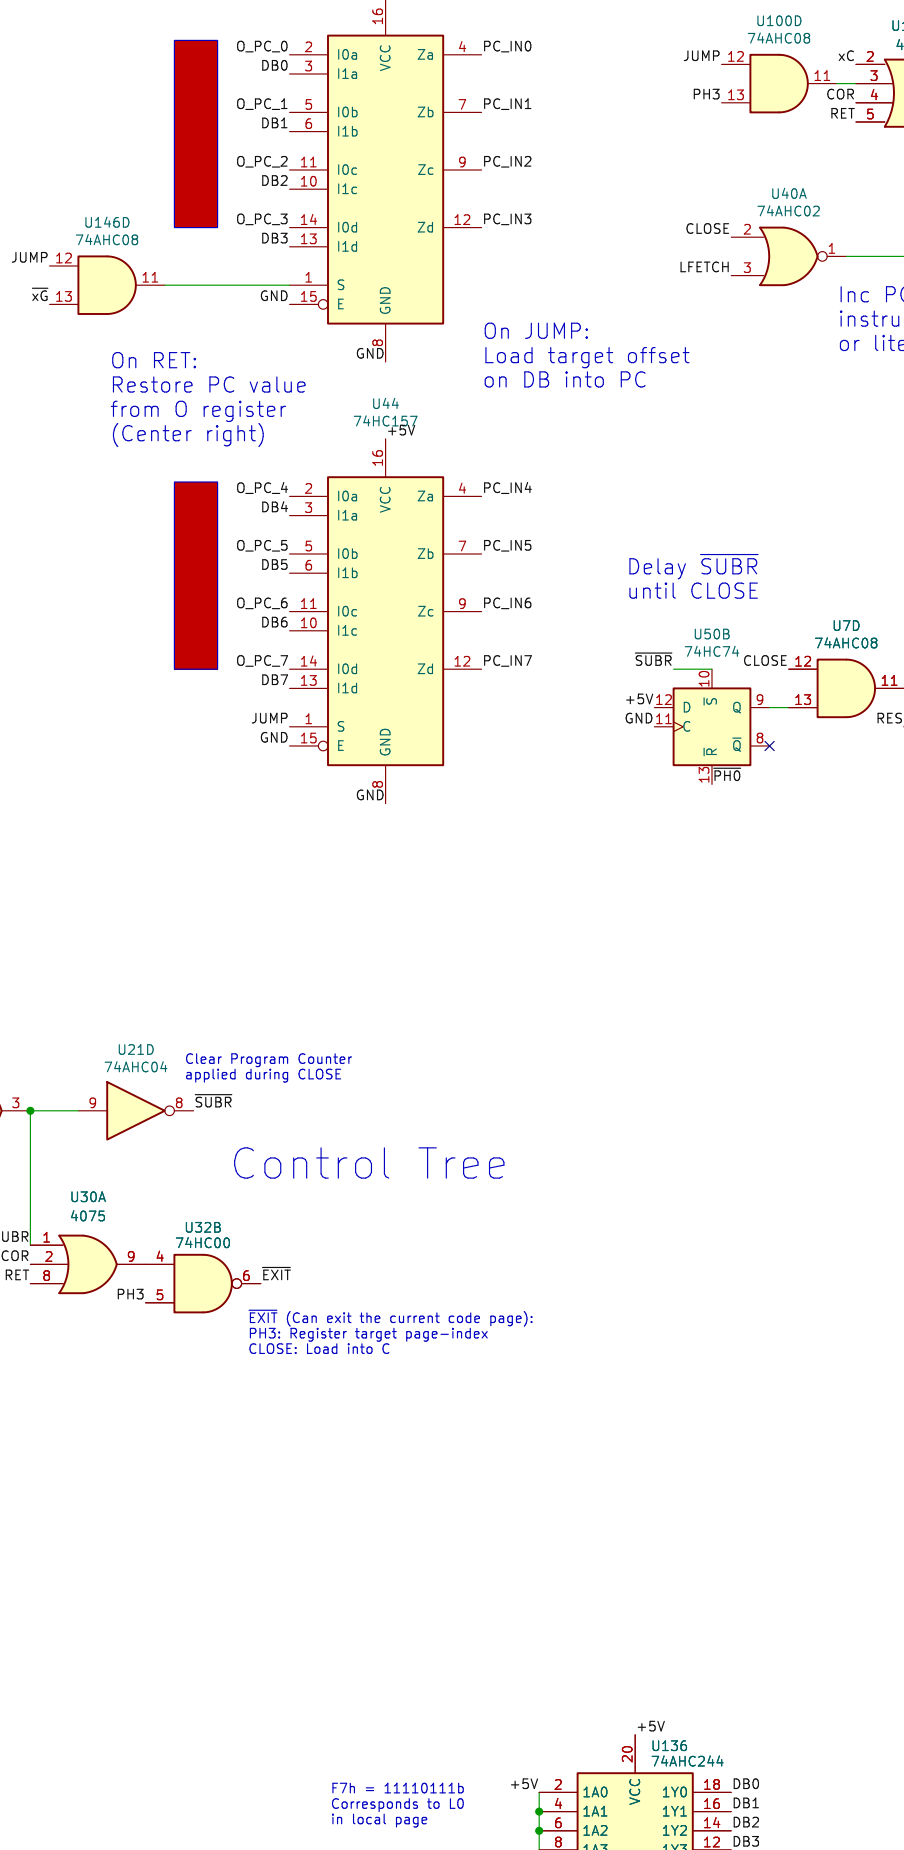 16
VCC
O_PC_0 2 I0a Za 4 PC_IN0
DB0 3 I1a
O_PC_1 5 I0b Zb 7 PC_IN1
DB1 6 I1b
O_PC_2 11 I0c Zc 9 PC_IN2
DB2 10 I1c
O_PC_3 14 I0d Zd 12 PC_IN3
DB3 13 I1d
1 S
GND 15 E
GND
8
GND
U146D
74AHC08
JUMP 12
11
xG 13
U100D
74AHC08
JUMP 12
11
PH3 13
xC 2
3
COR 4
RET 5
U40A
74AHC02
CLOSE 2
1
LFETCH 3
Inc PC
instru
or lite
On JUMP:
Load target offset
on DB into PC
On RET:
Restore PC value
from O register
(Center right)
U44
74HC157
+5V
16
VCC
O_PC_4 2 I0a Za 4 PC_IN4
DB4 3 I1a
O_PC_5 5 I0b Zb 7 PC_IN5
DB5 6 I1b
O_PC_6 11 I0c Zc 9 PC_IN6
DB6 10 I1c
O_PC_7 14 I0d Zd 12 PC_IN7
DB7 13 I1d
JUMP 1 S
GND 15 E
GND
8
GND
Delay SUBR
until CLOSE
U50B
74HC74
SUBR
10
S
+5V 12 D Q 9
GND 11 C
Q 8
R
13
PH0
U7D
74AHC08
CLOSE 12
11
13
RES_
U21D
74AHC04
3
9
8 SUBR
Clear Program Counter
applied during CLOSE
Control Tree
U30A
4075
UBR 1
COR 2
RET 8
9
U32B
74HC00
4
PH3 5
6 EXIT
EXIT (Can exit the current code page):
PH3: Register target page-index
CLOSE: Load into C
+5V
20
VCC
U136
74AHC244
F7h = 11110111b
Corresponds to L0
in local page
+5V 2 1A0 1Y0 18 DB0
4 1A1 1Y1 16 DB1
6 1A2 1Y2 14 DB2
8 1A3 1Y3 12 DB3